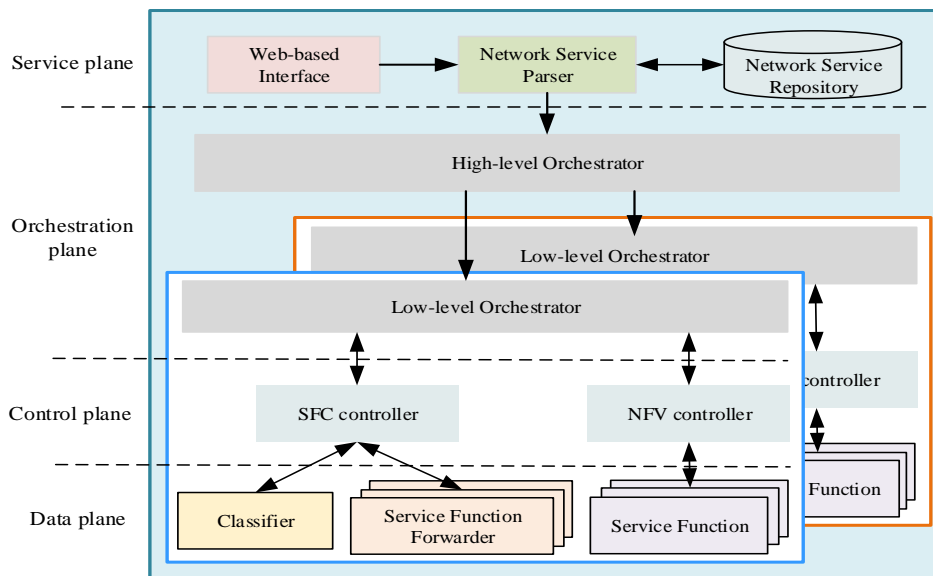 Service plane
Web-based
Interface
Network Service
Parser
Network Service
Repository
High-level Orchestrator
Orchestration
plane
Low-level Orchestrator
Low-level Orchestrator
Control plane
SFC controller
NFV controller
controller
Data plane
Classifier
Service Function
Forwarder
Service Function
Function